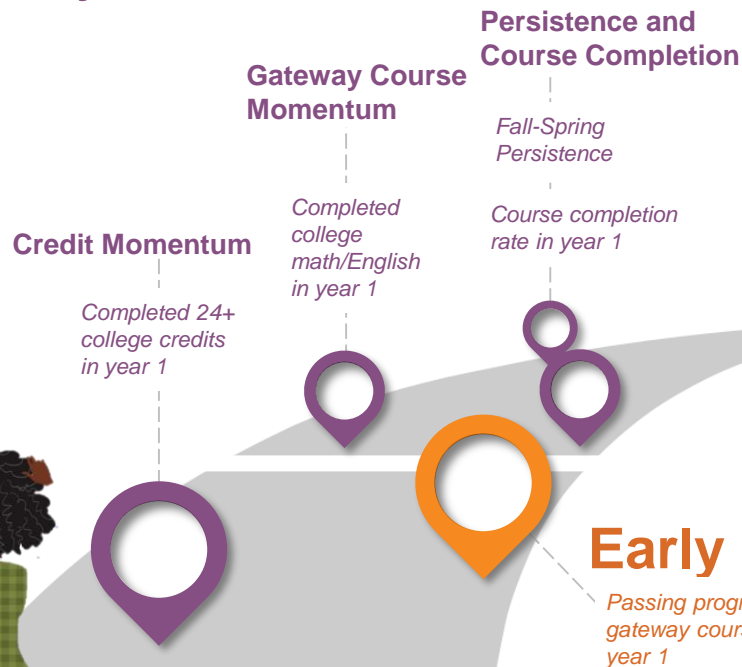 Persistence and
Course Completion
Fall-Spring
Persistence
Course completion
rate in year 1
Gateway Course
Momentum
Completed
college
math/English
in year 1
Credit Momentum
Completed 24+
college credits
in year 1
Early
Passing
gateway
year 1